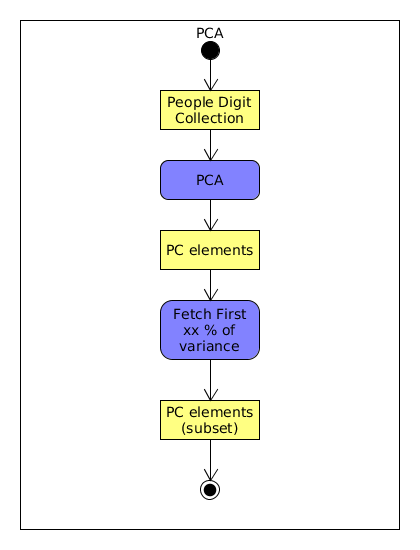 PCA
People Digit
Collection
PCA
PC elements
Fetch First
xx % of
variance
PC elements
(subset)